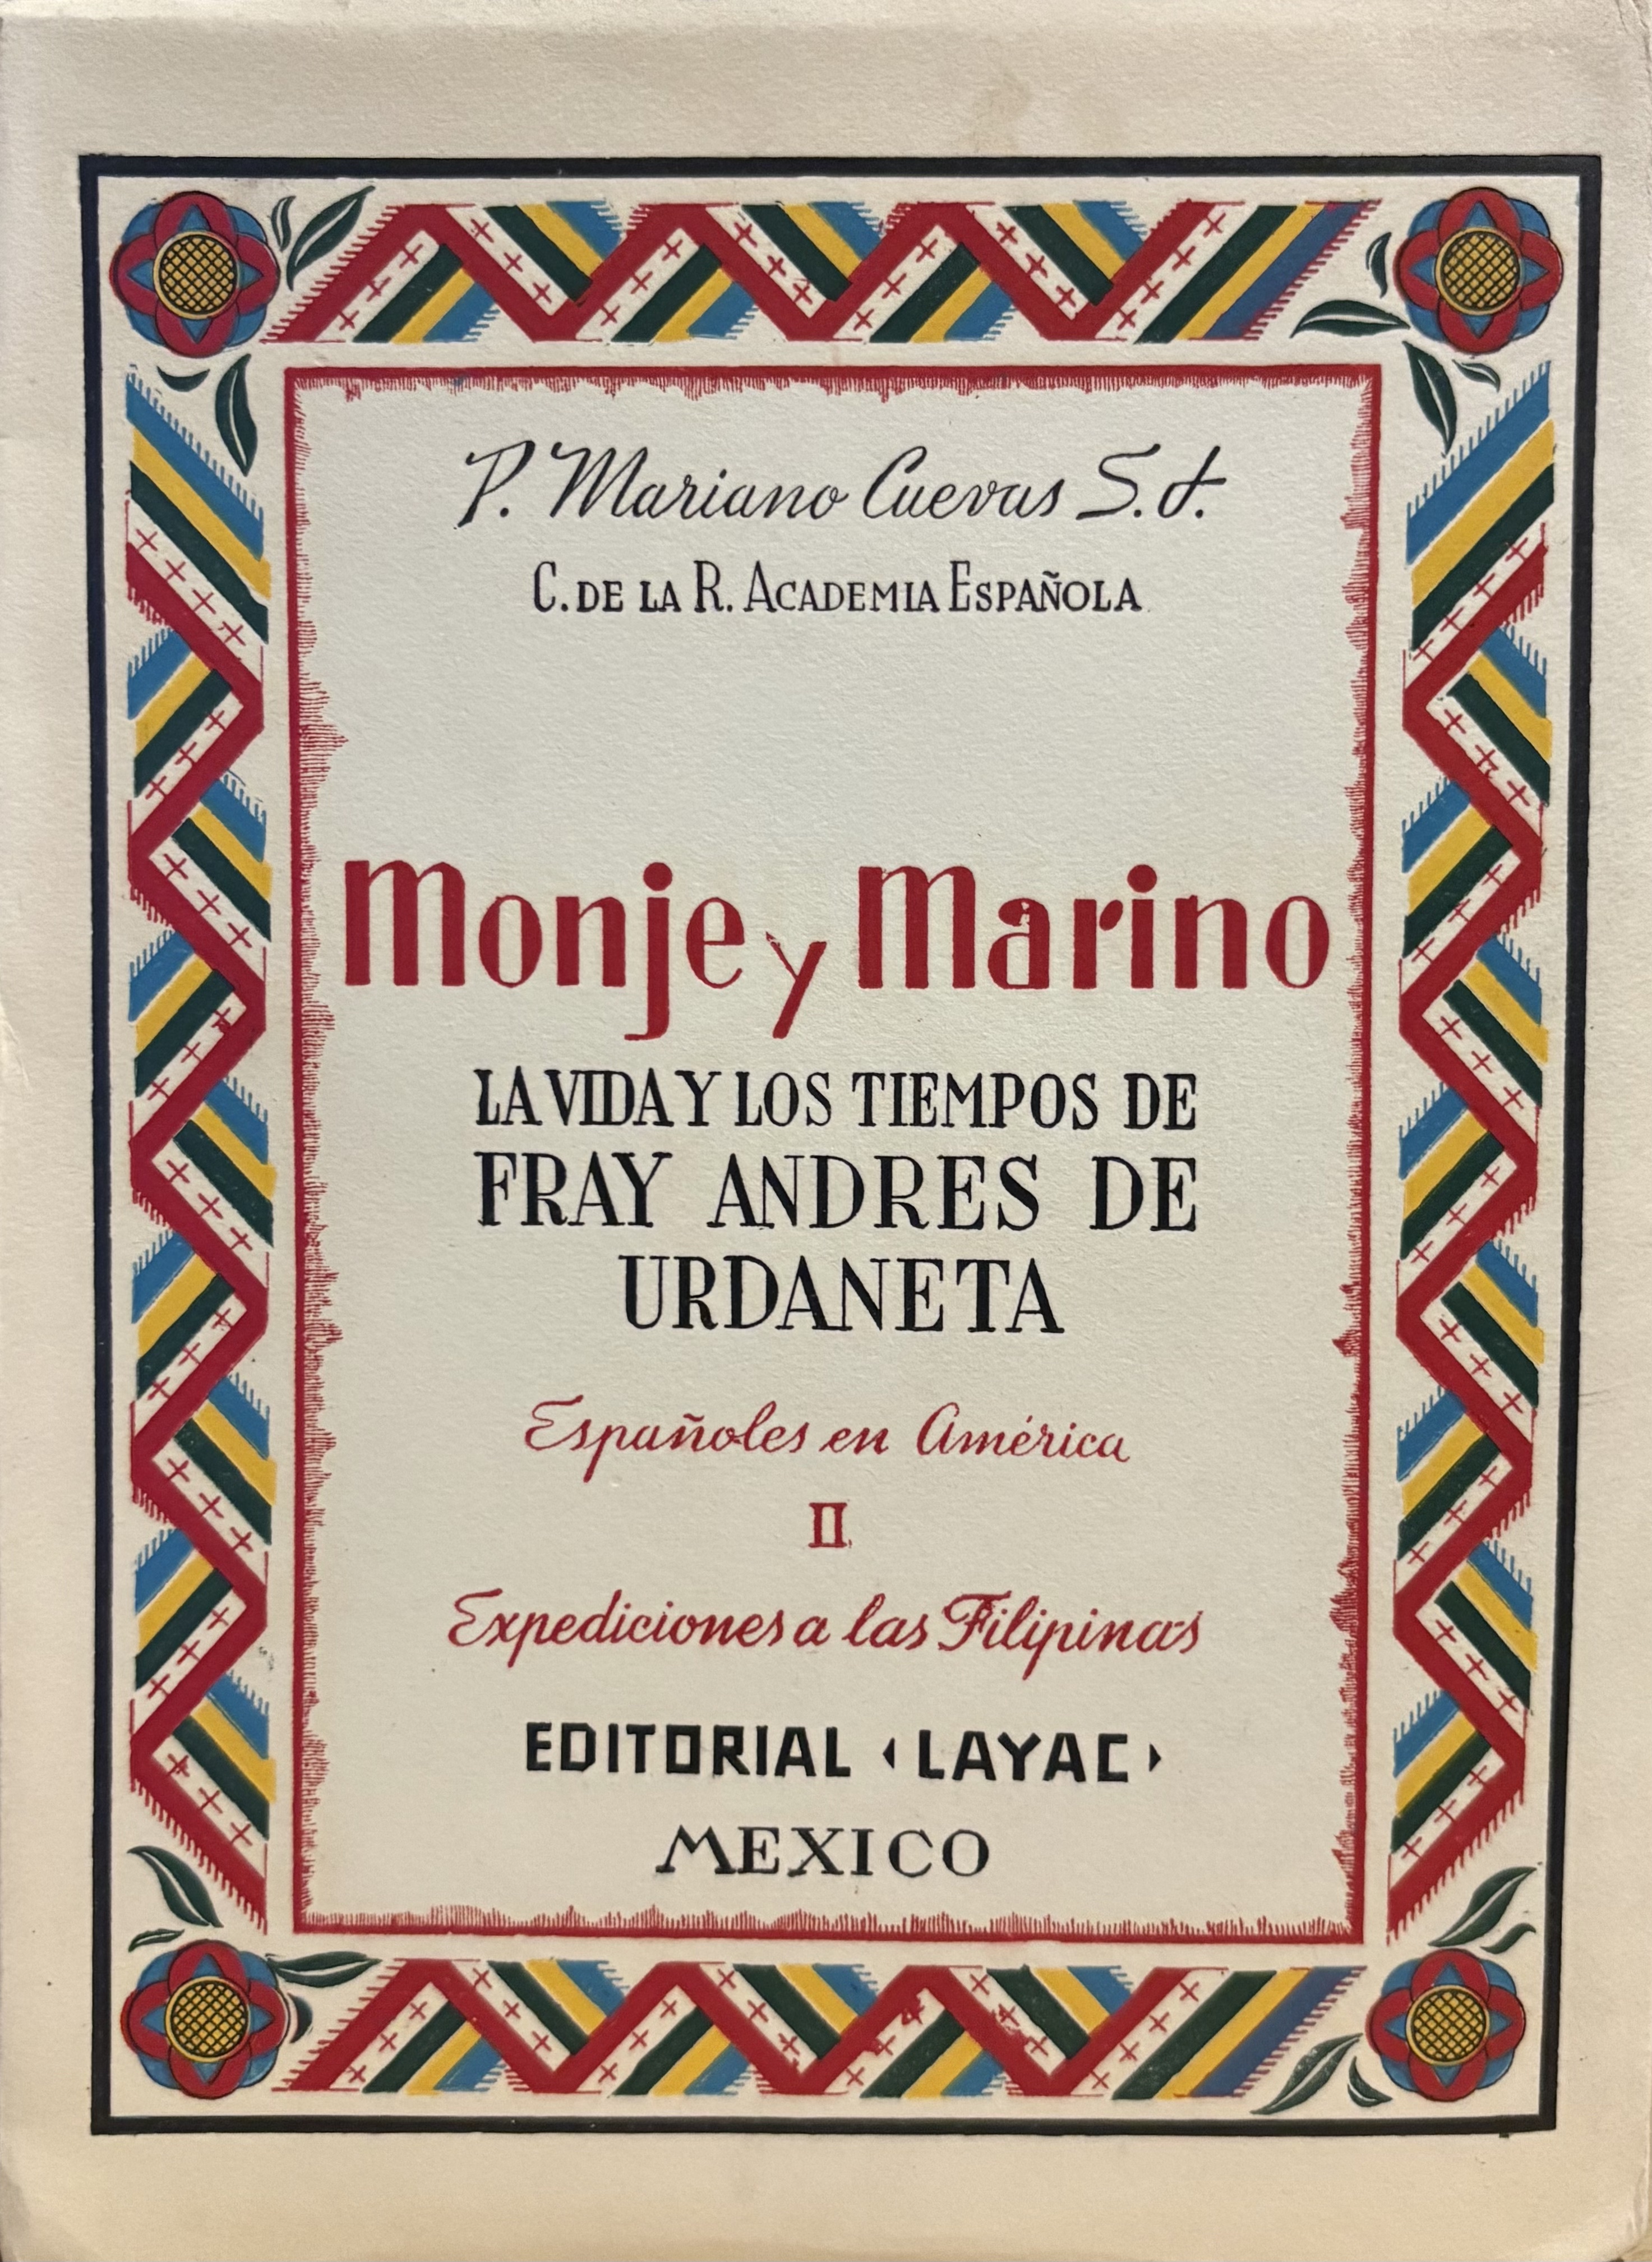 P. Mariano Cuevas S.J.
C. DE LA R. ACADEMIA ESPAÑOLA
Monje y Marino
LA VIDA Y LOS TIEMPOS DE
FRAY ANDRES DE
URDANETA
Españoles en América
II
Expediciones a las Filipinas
EDITORIAL ‹LAYAC›
MEXICO